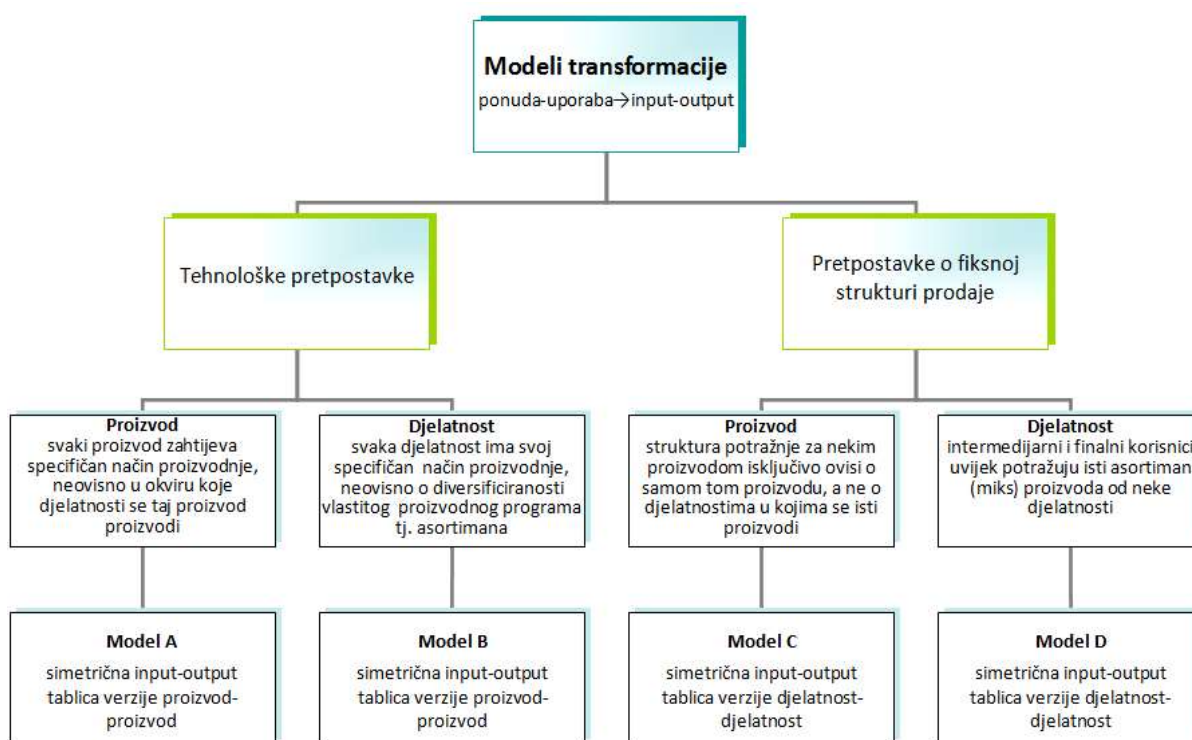 Modeli transformacije
ponuda-uporaba→input-output
Tehnološke pretpostavke
Pretpostavke o fiksnoj
strukturi prodaje
Proizvod
svaki proizvod zahtijeva
specifičan način proizvodnje,
neovisno u okviru koje
djelatnosti se taj proizvod
proizvodi
Djelatnost
svaka djelatnost ima svoj
specifičan način proizvodnje,
neovisno o diversificiranosti
vlastitog proizvodnog programa
tj. asortimana
Proizvod
struktura potražnje za nekim
proizvodom isključivo ovisi o
samom tom proizvodu, a ne o
djelatnostima u kojima se isti
proizvodi
Djelatnost
intermedijarni i finalni korisnici
uvijek potražuju isti asortiman
(miks) proizvoda od neke
djelatnosti
Model A
simetrična input-output
tablica verzije proizvod-
proizvod
Model B
simetrična input-output
tablica verzije proizvod-
proizvod
Model C
simetrična input-output
tablica verzije djelatnost-
djelatnost
Model D
simetrična input-output
tablica verzije djelatnost-
djelatnost